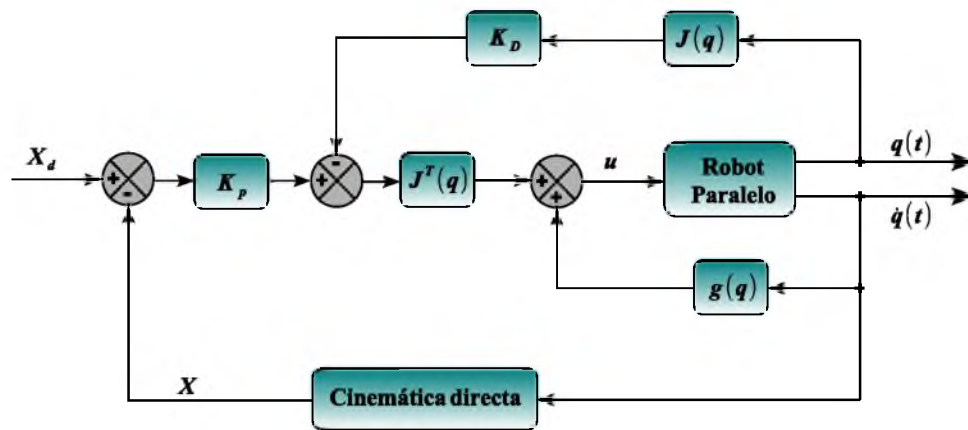 K_D
J(q)
X_d
+
-
K_p
-
+
J^T(q)
+
+
u
Robot
Paralelo
q(t)
q̇(t)
g(q)
X
Cinemática directa